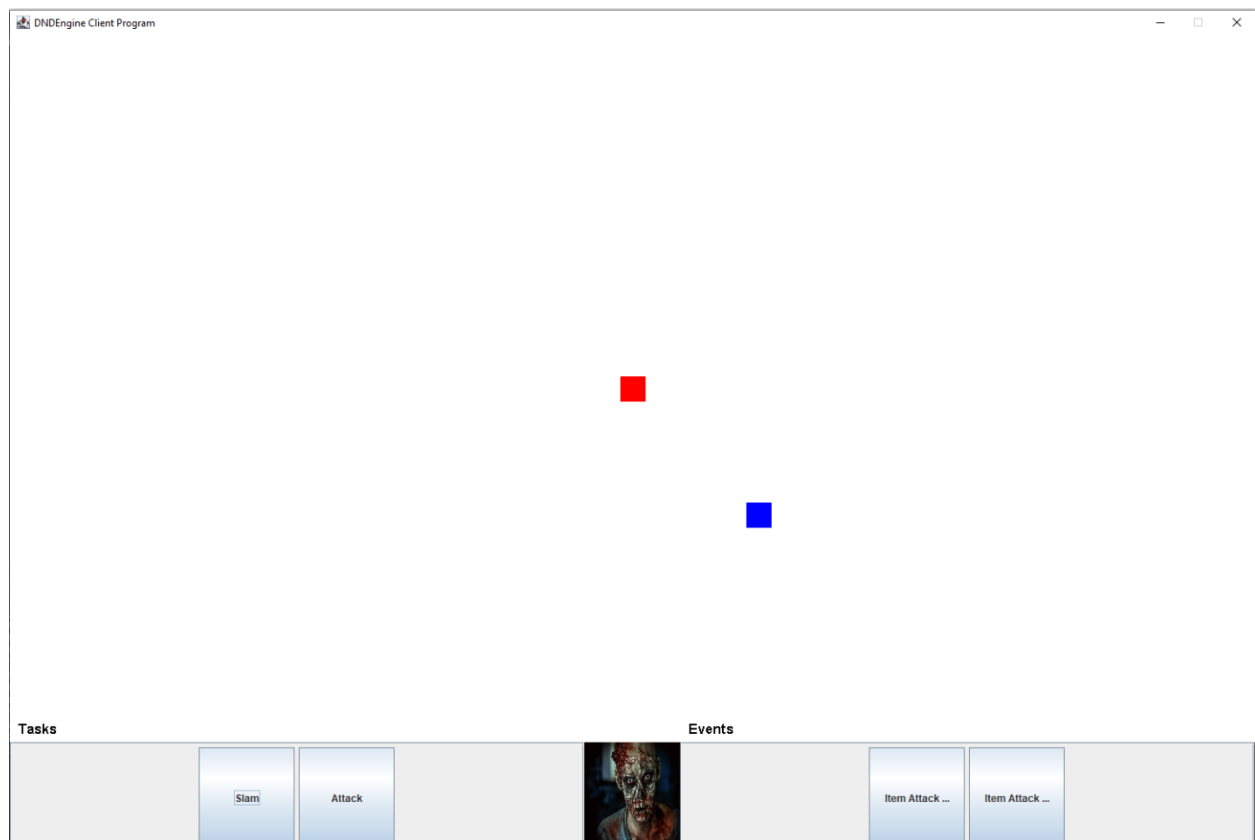 DNDEngine Client Program
Tasks
Events
Slam
Attack
Item Attack ...
Item Attack ...